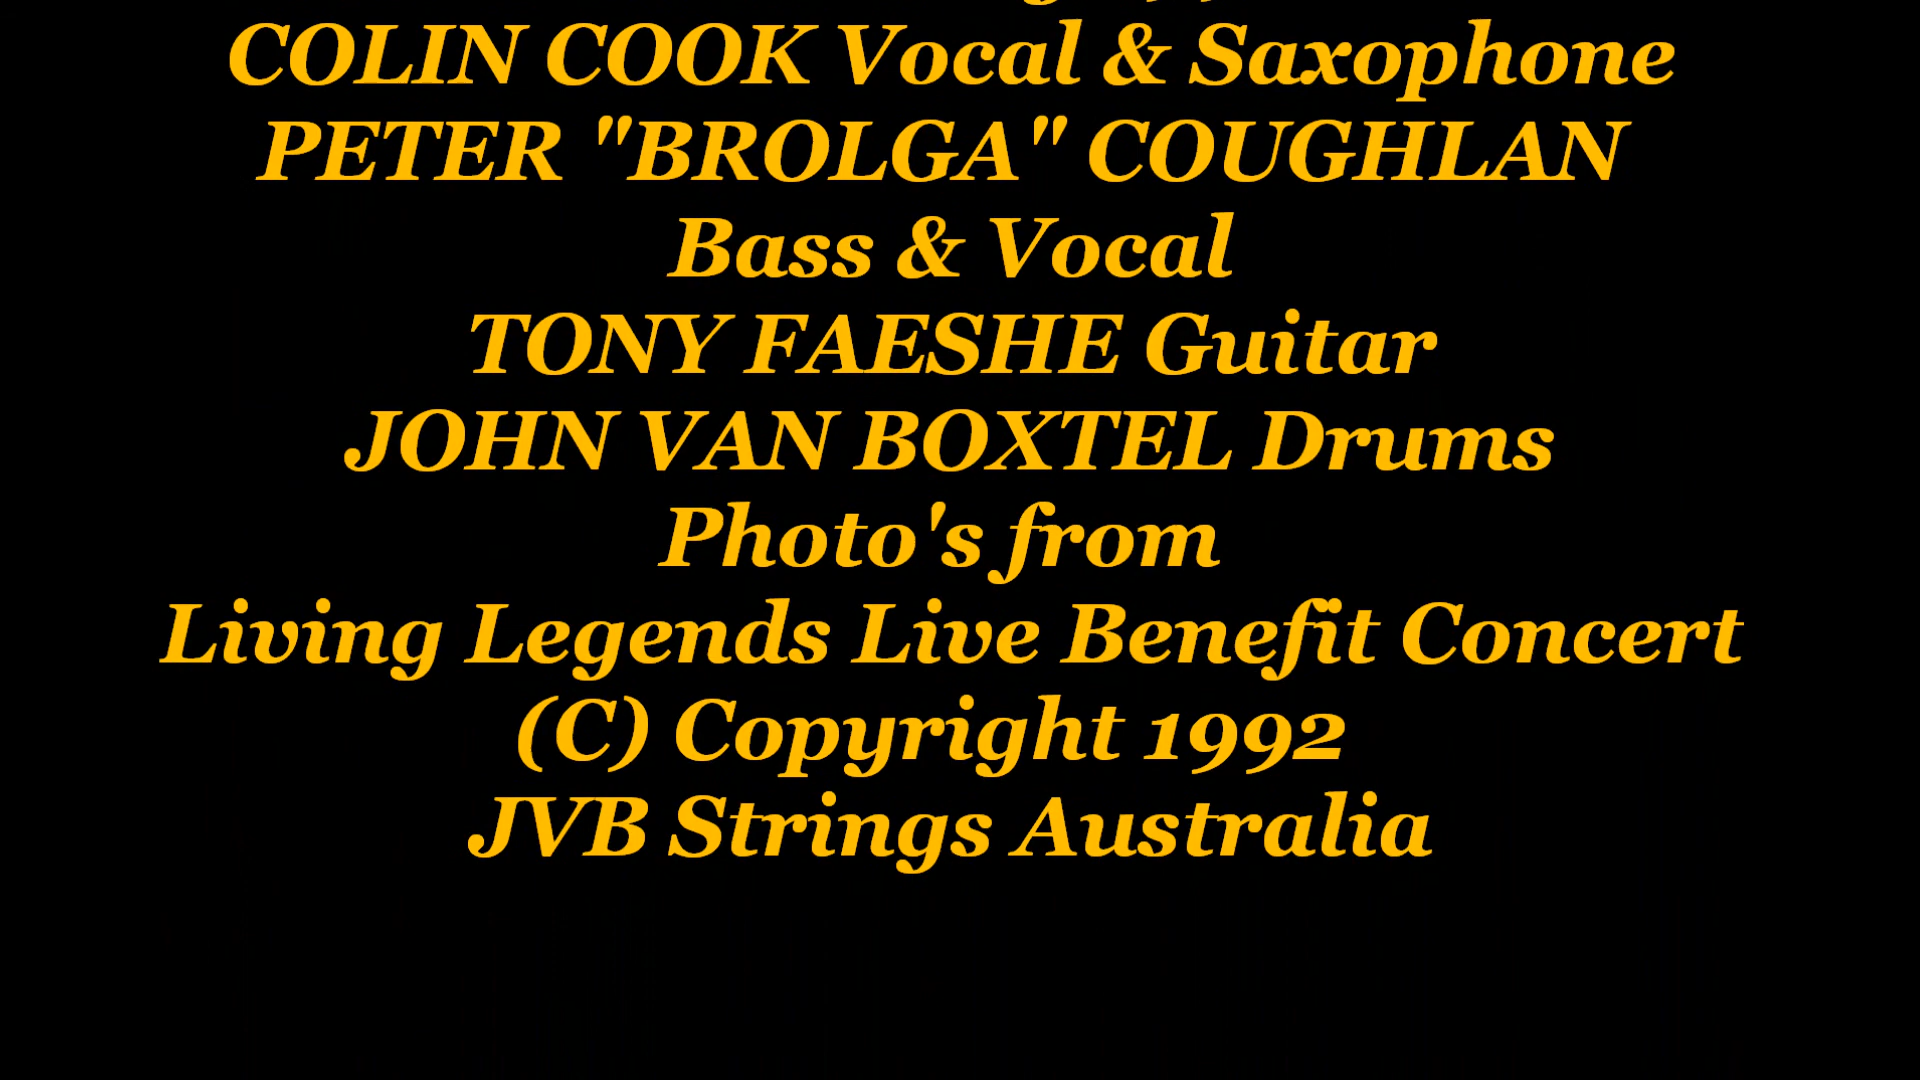 COLIN COOK Vocal & Saxophone
PETER "BROLGA" COUGHLAN
Bass & Vocal
TONY FAESHE Guitar
JOHN VAN BOXTEL Drums
Photo's from
Living Legends Live Benefit Concert
(C) Copyright 1992
JVB Strings Australia